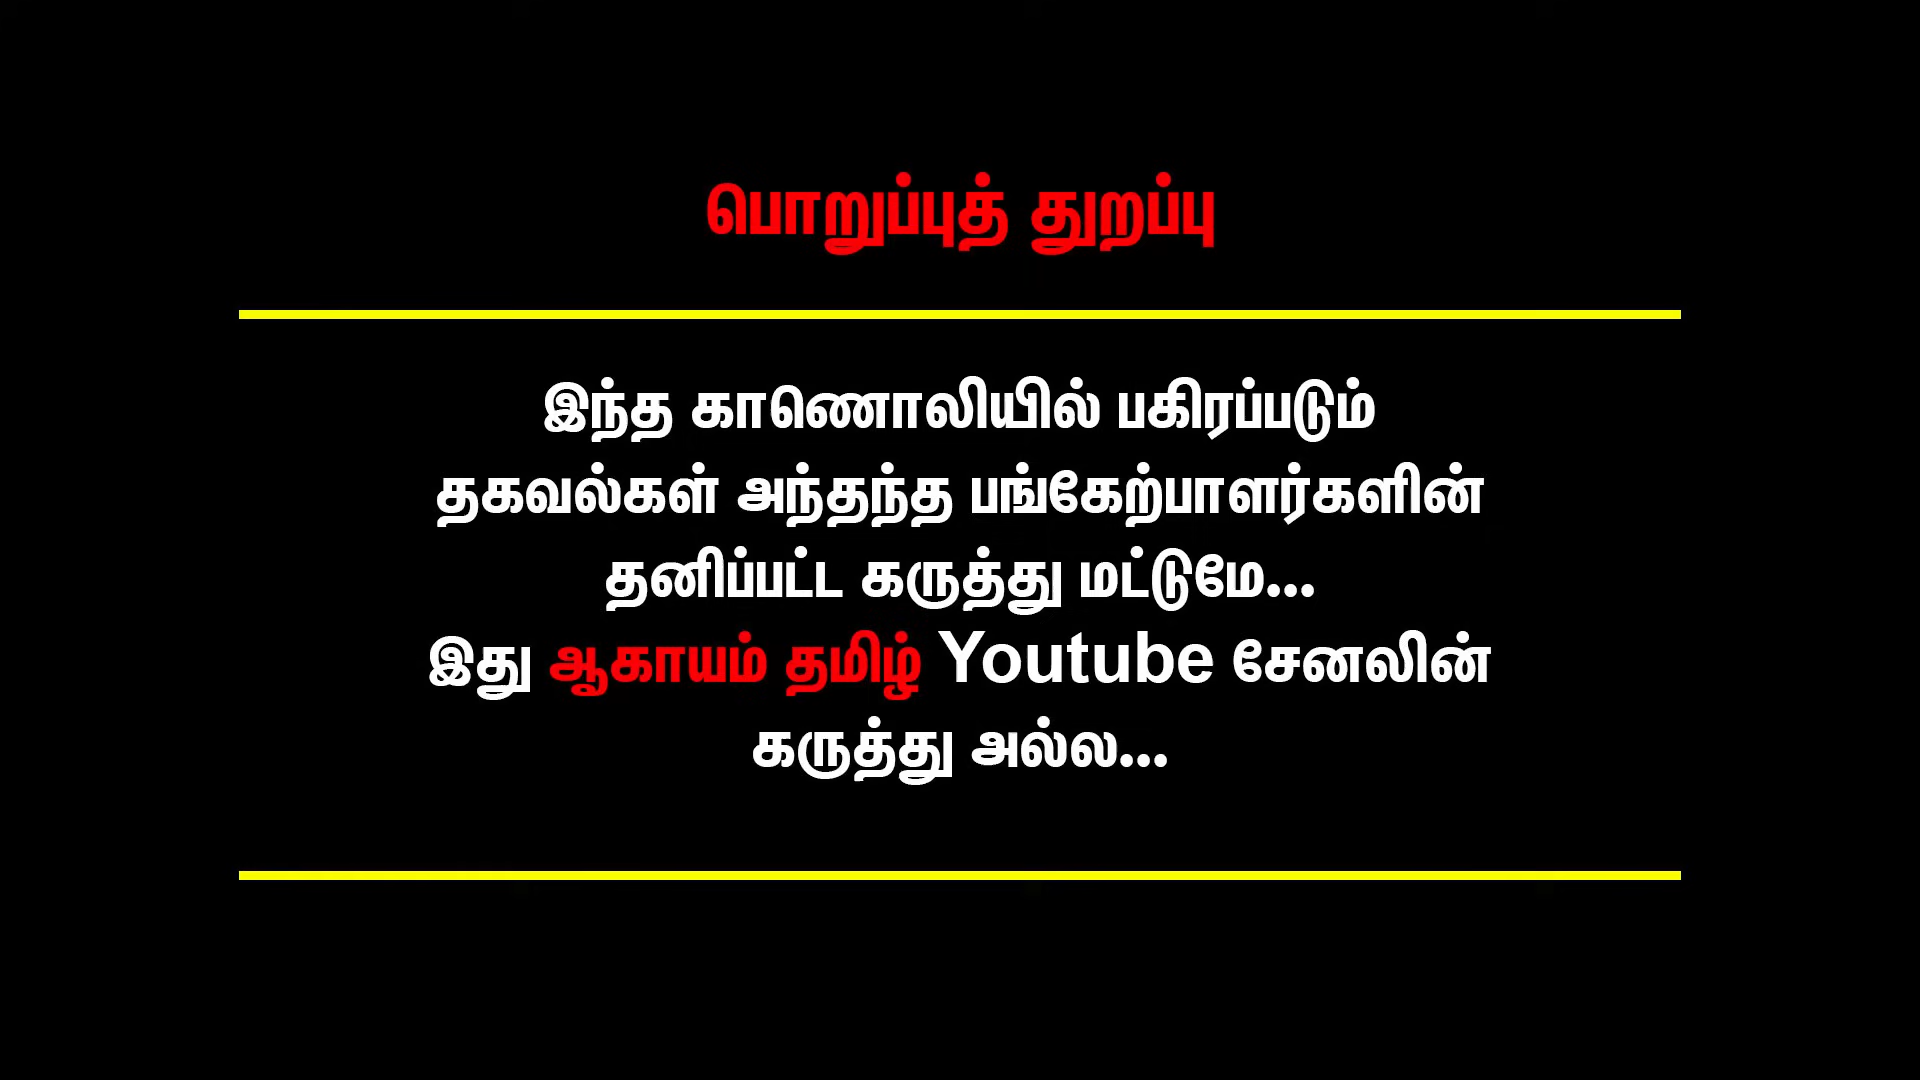 பொறுப்புத் துறப்பு
இந்த காணொலியில் பகிரப்படும்
தகவல்கள் அந்தந்த பங்கேற்பாளர்களின்
தனிப்பட்ட கருத்து மட்டுமே...
இது ஆகாயம் தமிழ் Youtube சேனலின்
கருத்து அல்ல...